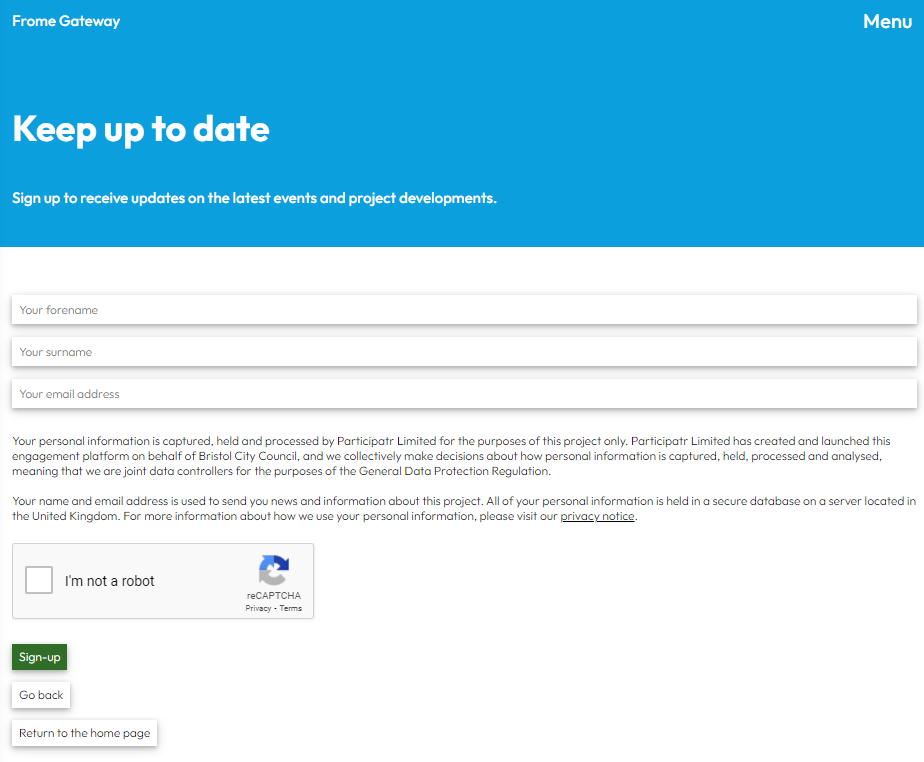 Frome Gateway
Menu
Keep up to date
Sign up to receive updates on the latest events and project developments.
Your forename
Your surname
Your email address
Your personal information is captured, held and processed by Participatr Limited for the purposes of this project only. Participatr Limited has created and launched this
engagement platform on behalf of Bristol City Council, and we collectively make decisions about how personal information is captured, held, processed and analysed,
meaning that we are joint data controllers for the purposes of the General Data Protection Regulation.
Your name and email address is used to send you news and information about this project. All of your personal information is held in a secure database on a server located in
the United Kingdom. For more information about how we use your personal information, please visit our privacy notice.
I'm not a robot
reCAPTCHA
Privacy - Terms
Sign-up
Go back
Return to the home page